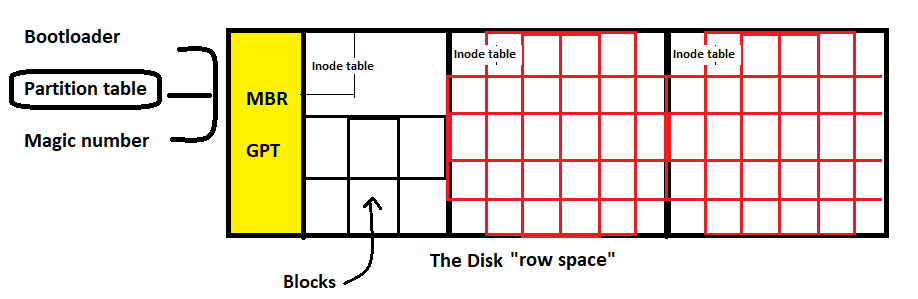 Bootloader
Partition table
Magic number
MBR
GPT
Inode table
Inode table
Inode table
Blocks
The Disk "row space"